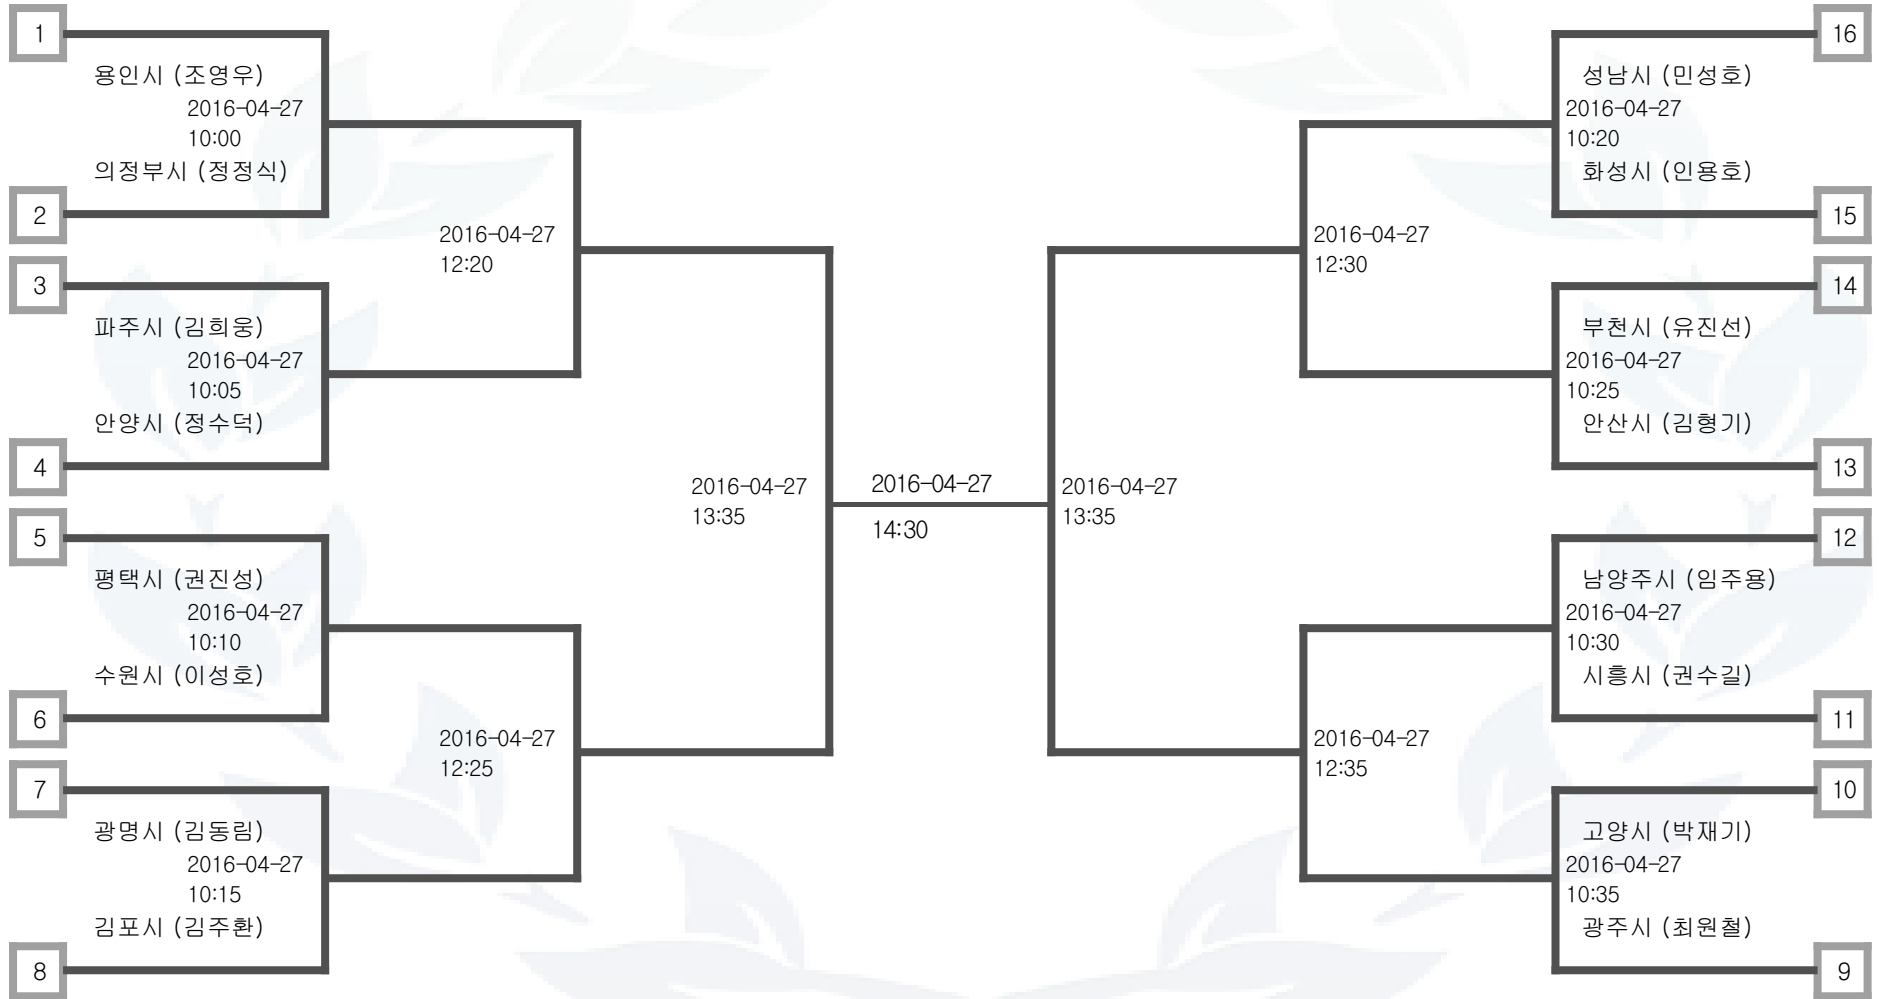 1
용인시 (조영우)
2016-04-27
10:00
의정부시 (정정식)
2
2016-04-27
12:20
3
파주시 (김희웅)
2016-04-27
10:05
안양시 (정수덕)
4
2016-04-27
13:35
5
평택시 (권진성)
2016-04-27
10:10
수원시 (이성호)
6
2016-04-27
12:25
7
광명시 (김동림)
2016-04-27
10:15
김포시 (김주환)
8
2016-04-27
14:30
16
성남시 (민성호)
2016-04-27
10:20
화성시 (인용호)
15
2016-04-27
12:30
14
부천시 (유진선)
2016-04-27
10:25
안산시 (김형기)
13
2016-04-27
13:35
12
남양주시 (임주용)
2016-04-27
10:30
시흥시 (권수길)
11
2016-04-27
12:35
10
고양시 (박재기)
2016-04-27
10:35
광주시 (최원철)
9